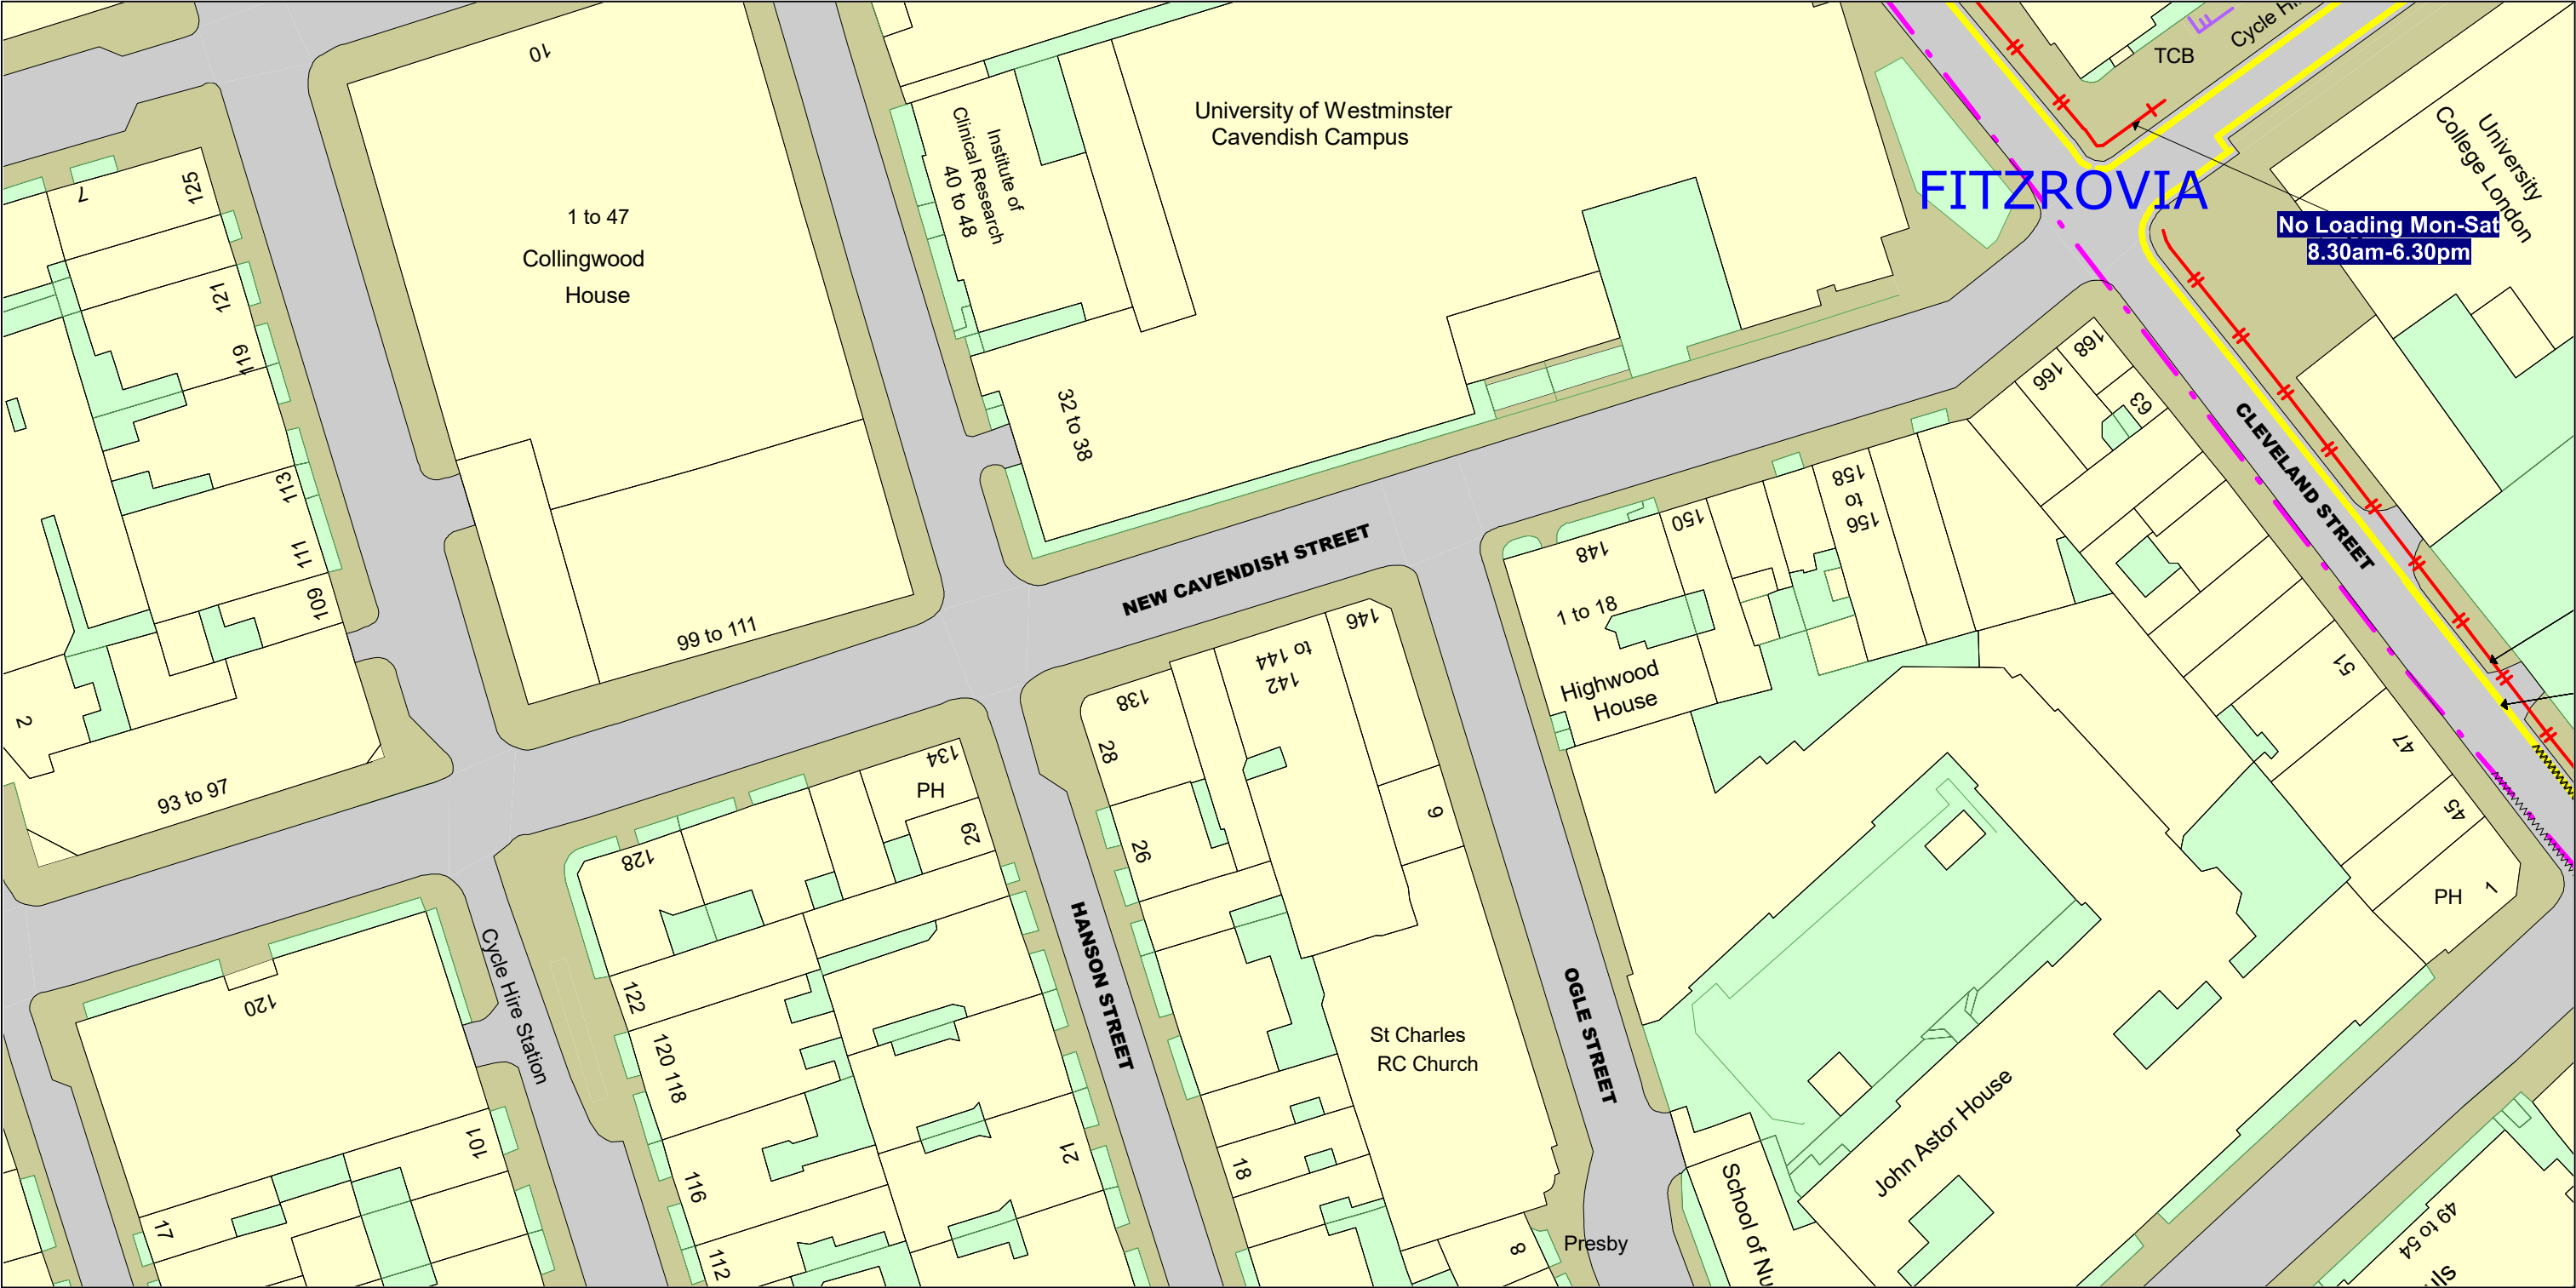 10
TCB
Cycle Hi
University of Westminster
Cavendish Campus
Institute of
Clinical Research
40 to 48
University
College London
FITZROVIA
No Loading Mon-Sat
8.30am-6.30pm
7
125
1 to 47
Collingwood
House
121
119
113
111
109
32 to 38
168
166
63
CLEVELAND STREET
158
to
156
150
148
1 to 18
Highwood
House
NEW CAVENDISH STREET
99 to 111
146
142
to 144
138
28
26
9
51
47
45
PH
1
2
93 to 97
134
PH
29
128
122
120 118
116
112
21
HANSON STREET
18
St Charles
RC Church
OGLE STREET
8
Presby
School of Nu
John Astor House
120
Cycle Hire Station
101
17
49 to 54